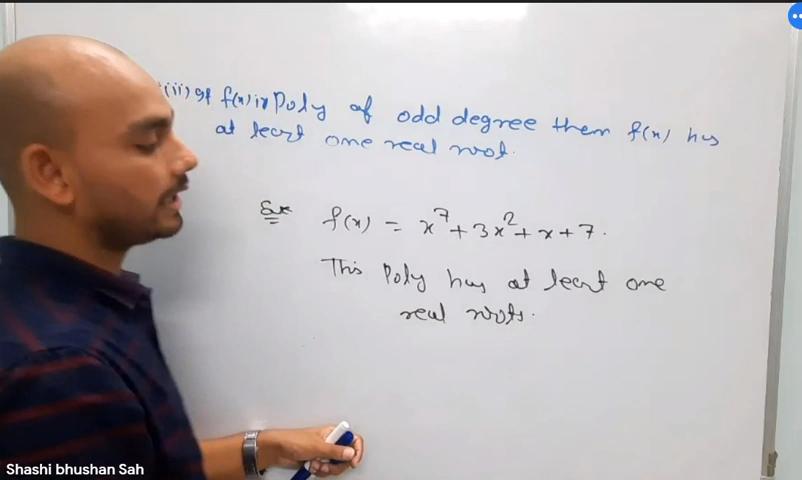 (iii) If f(x) is Poly of odd degree then f(x) has
at least one real root.
Ex f(x) = x⁷ + 3x² + x + 7.
This Poly has at least one
real roots.
Shashi bhushan Sah